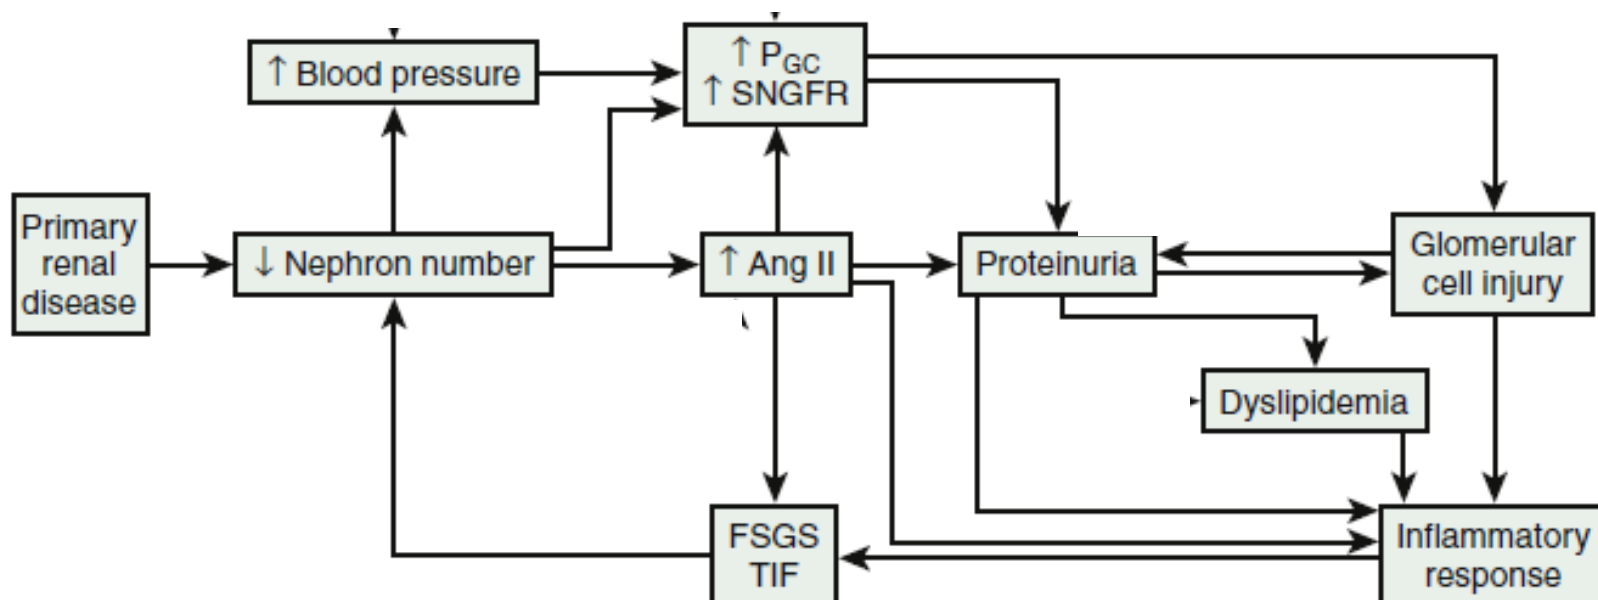 ↑ Blood pressure
↑ P_GC
↑ SNGFR
Primary
renal
disease
↓ Nephron number
↑ Ang II
Proteinuria
Glomerular
cell injury
Dyslipidemia
FSGS
TIF
Inflammatory
response